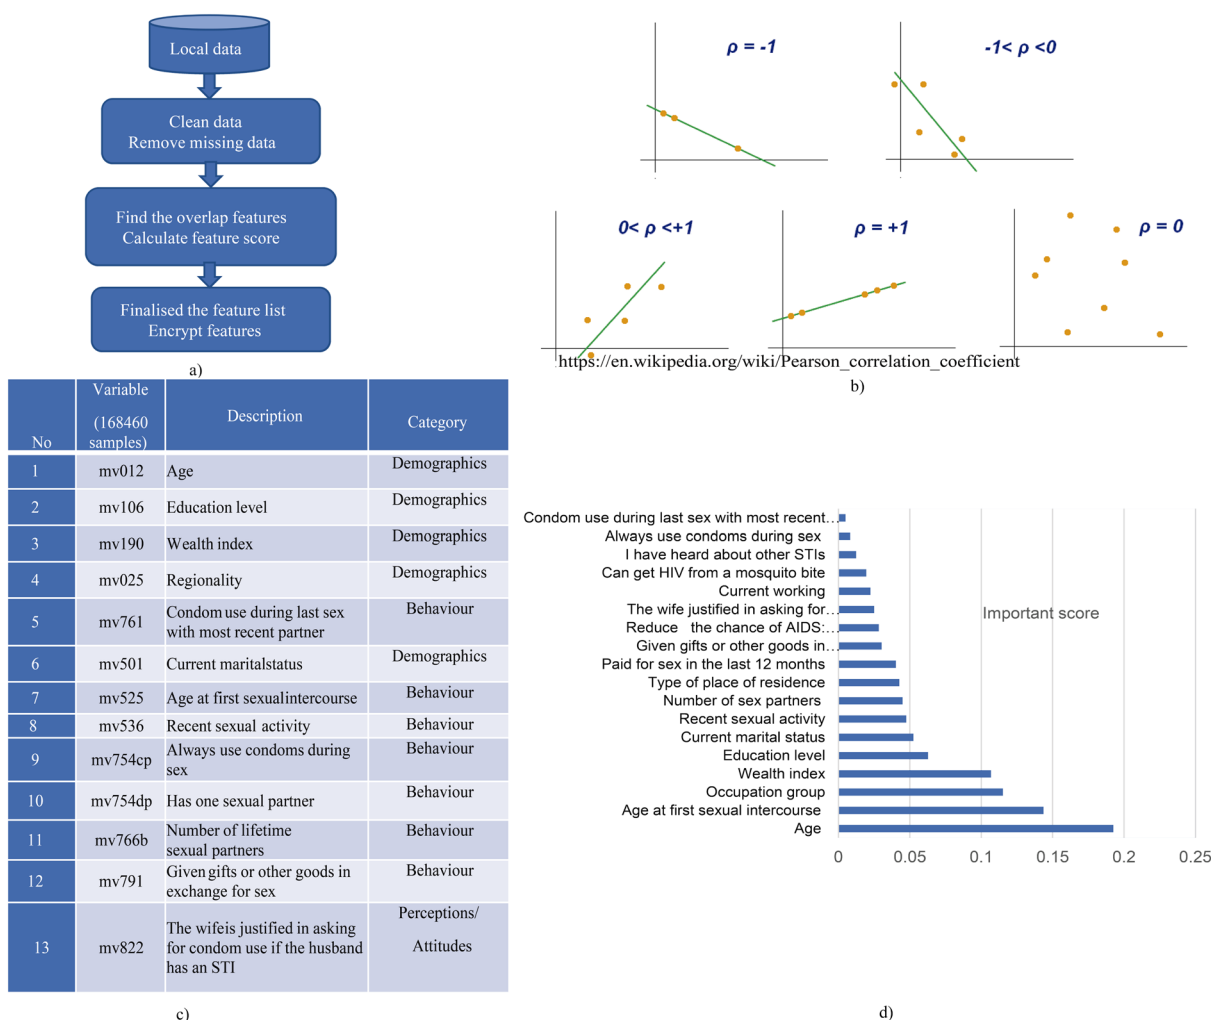 Local data
Clean data
Remove missing data
Find the overlap features
Calculate feature score
Finalised the feature list
Encrypt features
a)
ρ = -1
-1< ρ <0
0< ρ <+1
ρ = +1
ρ = 0
https://en.wikipedia.org/wiki/Pearson_correlation_coefficient
b)
No
Variable
(168460
samples)
Description
Category
1
mv012
Age
Demographics
2
mv106
Education level
Demographics
3
mv190
Wealth index
Demographics
4
mv025
Regionality
Demographics
5
mv761
Condom use during last sex
with most recent partner
Behaviour
6
mv501
Current maritalstatus
Demographics
7
mv525
Age at first sexualintercourse
Behaviour
8
mv536
Recent sexual activity
Behaviour
9
mv754cp
Always use condoms during
sex
Behaviour
10
mv754dp
Has one sexual partner
Behaviour
11
mv766b
Number of lifetime
sexual partners
Behaviour
12
mv791
Given gifts or other goods in
exchange for sex
Behaviour
13
mv822
The wifeis justified in asking
for condom use if the husband
has an STI
Perceptions/
Attitudes
c)
Condom use during last sex with most recent…
Always use condoms during sex
I have heard about other STIs
Can get HIV from a mosquito bite
Current working
The wife justified in asking for…
Reduce the chance of AIDS:…
Given gifts or other goods in…
Paid for sex in the last 12 months
Type of place of residence
Number of sex partners
Recent sexual activity
Current marital status
Education level
Wealth index
Occupation group
Age at first sexual intercourse
Age
Important score
0 0.05 0.1 0.15 0.2 0.25
d)